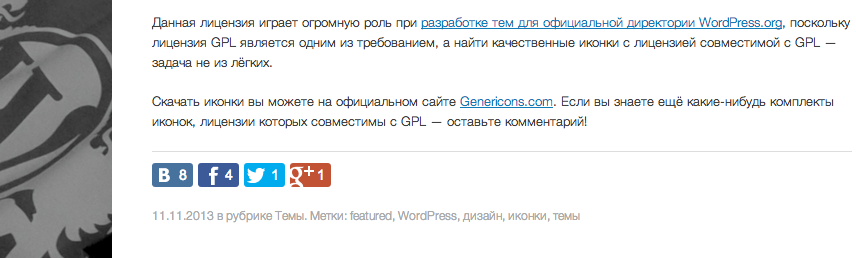 Данная лицензия играет огромную роль при разработке тем для официальной директории WordPress.org, поскольку
лицензия GPL является одним из требованием, а найти качественные иконки с лицензией совместимой с GPL —
задача не из лёгких.
Скачать иконки вы можете на официальном сайте Genericons.com. Если вы знаете ещё какие-нибудь комплекты
иконок, лицензии которых совместимы с GPL — оставьте комментарий!
B 8 f 4 1 g+ 1
11.11.2013 в рубрике Темы. Метки: featured, WordPress, дизайн, иконки, темы